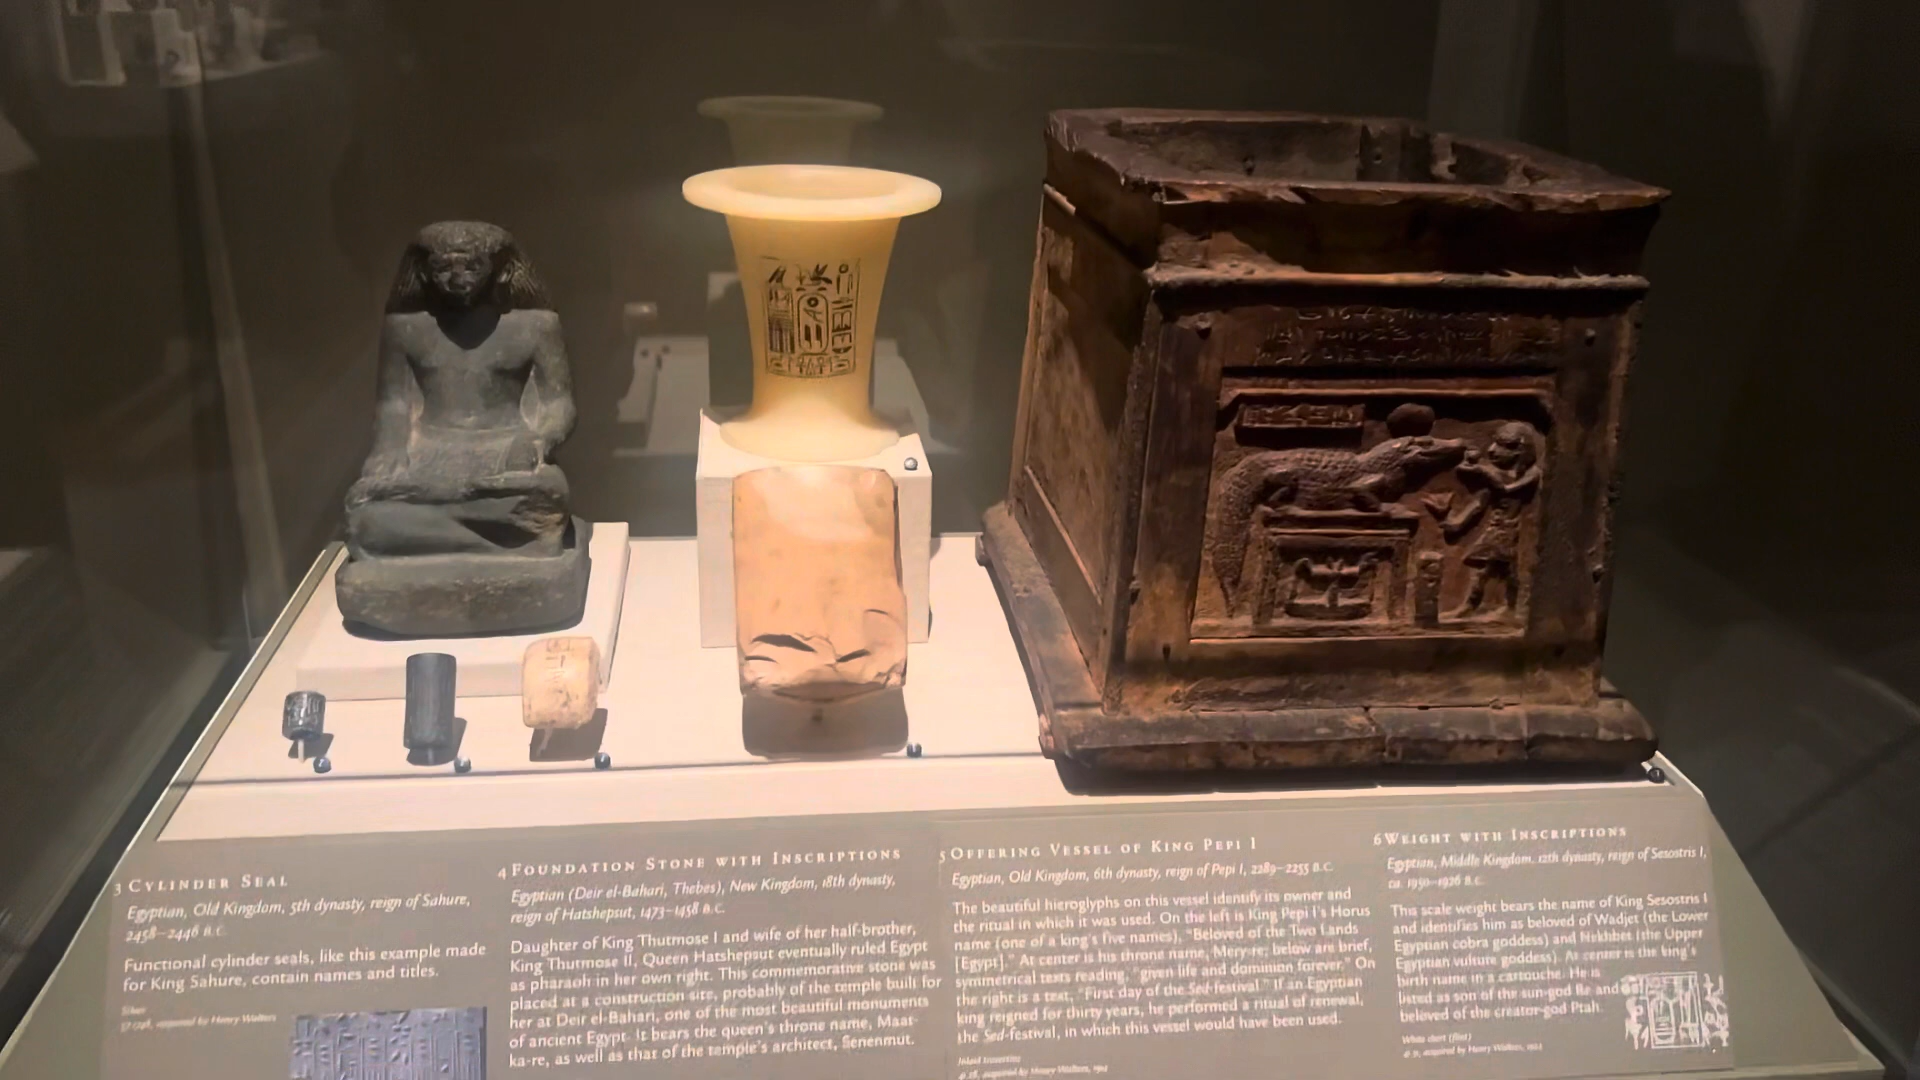 3 CYLINDER SEAL
Egyptian, Old Kingdom, 5th dynasty, reign of Sahure,
2458–2446 B.C.
Functional cylinder seals, like this example made
for King Sahure, contain names and titles.
acquired by Henry Walters
4 FOUNDATION STONE WITH INSCRIPTIONS
Egyptian (Deir el-Bahari, Thebes), New Kingdom, 18th dynasty,
reign of Hatshepsut, 1473–1458 B.C.
Daughter of King Thutmose I and wife of her half-brother,
King Thutmose II, Queen Hatshepsut eventually ruled Egypt
as pharaoh in her own right. This commemorative stone was
placed at a construction site, probably of the temple built for
her at Deir el-Bahari, one of the most beautiful monuments
of ancient Egypt. It bears the queen's throne name, Maat-
ka-re, as well as that of the temple's architect, Senenmut.
5 OFFERING VESSEL OF KING PEPI I
Egyptian, Old Kingdom, 6th dynasty, reign of Pepi I, 2289–2255 B.C.
The beautiful hieroglyphs on this vessel identify its owner and
the ritual in which it was used. On the left is King Pepi I's Horus
name (one of a king's five names), "Beloved of the Two Lands
[Egypt]." At center is his throne name, Mery-re; below are brief,
symmetrical texts reading, "given life and dominion forever." On
the right is a text, "First day of the Sed-festival." If an Egyptian
king reigned for thirty years, he performed a ritual of renewal,
the Sed-festival, in which this vessel would have been used.
acquired by Henry Walters,
6 WEIGHT WITH INSCRIPTIONS
Egyptian, Middle Kingdom, 12th dynasty, reign of Sesostris I,
ca. 1950–1926 B.C.
This scale weight bears the name of King Sesostris I
and identifies him as beloved of Wadjet (the Lower
Egyptian cobra goddess) and Nekhbet (the Upper
Egyptian vulture goddess). At center is the king's
birth name in a cartouche. He is
listed as son of the sun-god Re and
beloved of the creator-god Ptah.
White chert (flint)
acquired by Henry Walters,